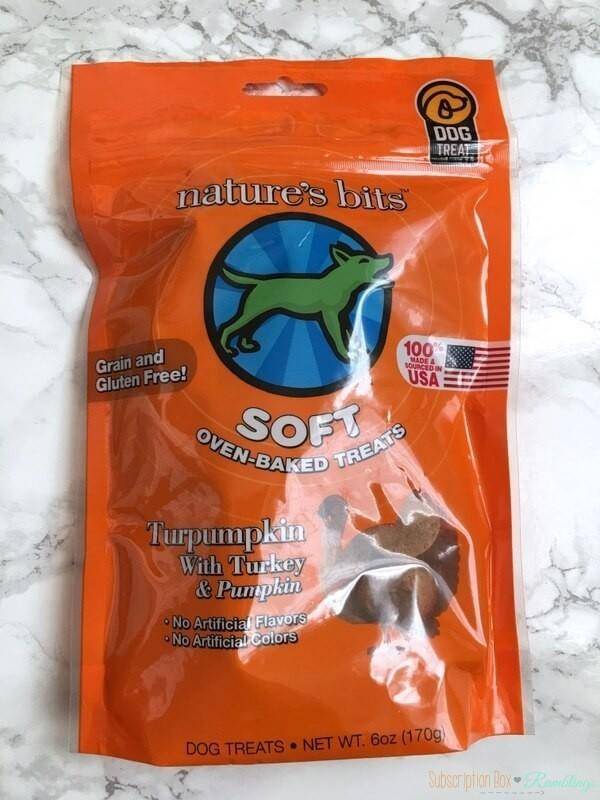 DOG
TREAT
nature's bits™
Grain and
Gluten Free!
100%
MADE &
SOURCED IN
USA
SOFT
OVEN-BAKED TREATS
Turpumpkin
With Turkey
& Pumpkin
• No Artificial Flavors
• No Artificial Colors
DOG TREATS • NET WT. 6oz (170g)
Subscription Box ♥ Ramblings